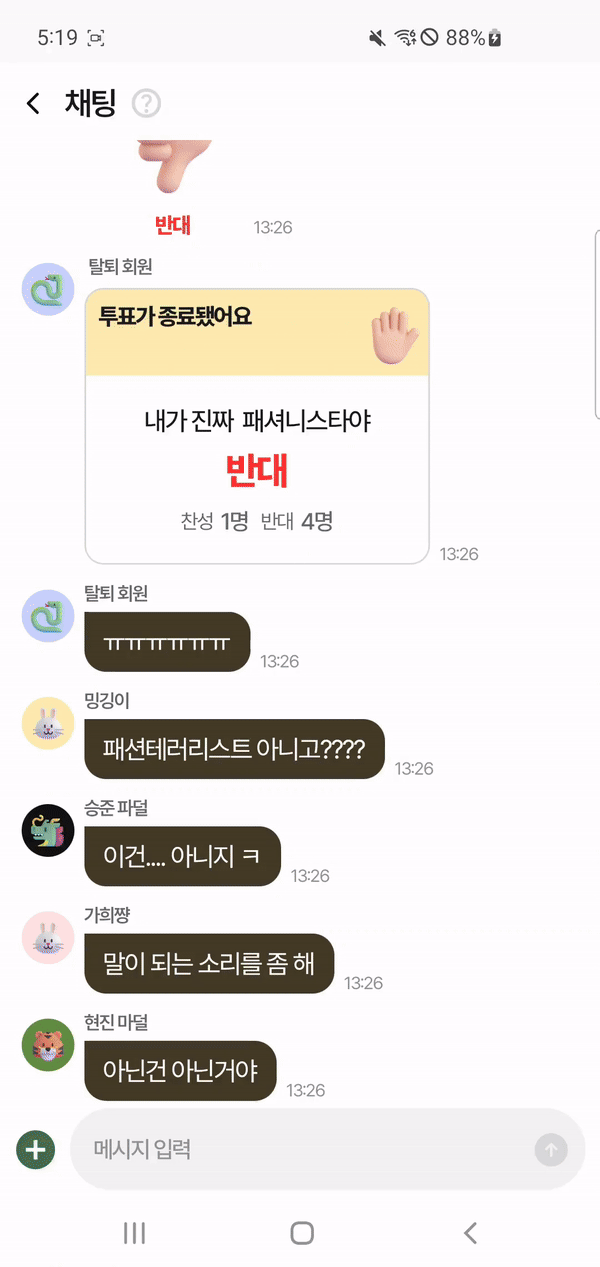 5:19
88%
채팅
?
반대
13:26
탈퇴 회원
투표가 종료됐어요
내가 진짜 패셔니스타야
반대
찬성 1명 반대 4명
13:26
탈퇴 회원
ㅠㅠㅠㅠㅠㅠ
13:26
밍깅이
패션테러리스트 아니고????
13:26
승준 파덜
이건.... 아니지 ㅋ
13:26
가희쨩
말이 되는 소리를 좀 해
13:26
현진 마덜
아닌건 아닌거야
13:26
메시지 입력